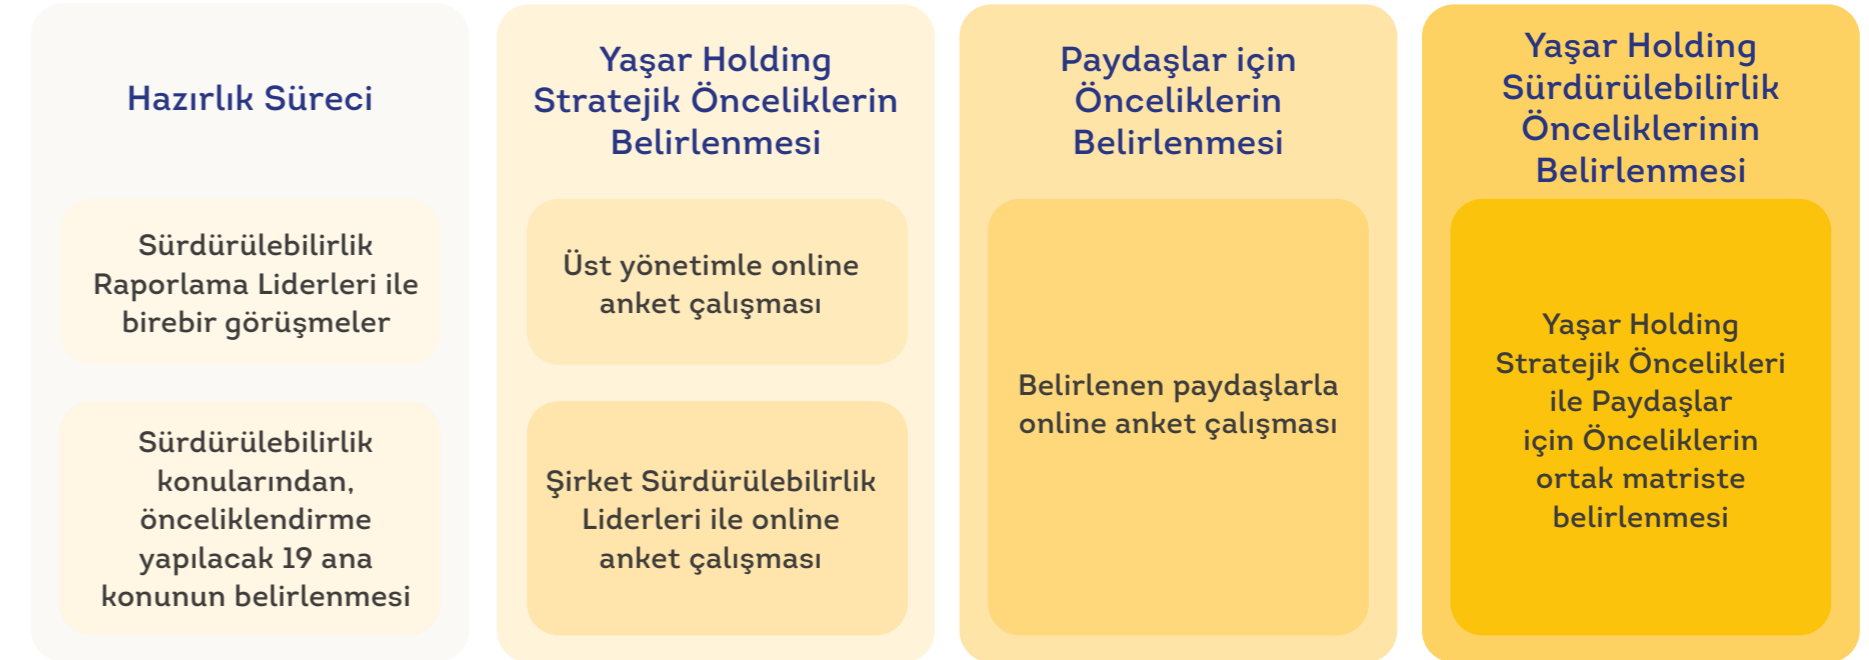 Hazırlık Süreci
Sürdürülebilirlik
Raporlama Liderleri ile
birebir görüşmeler
Sürdürülebilirlik
konularından,
önceliklendirme
yapılacak 19 ana
konunun belirlenmesi
Yaşar Holding
Stratejik Önceliklerin
Belirlenmesi
Üst yönetimle online
anket çalışması
Şirket Sürdürülebilirlik
Liderleri ile online
anket çalışması
Paydaşlar için
Önceliklerin
Belirlenmesi
Belirlenen paydaşlarla
online anket çalışması
Yaşar Holding
Sürdürülebilirlik
Önceliklerinin
Belirlenmesi
Yaşar Holding
Stratejik Öncelikleri
ile Paydaşlar
için Önceliklerin
ortak matriste
belirlenmesi